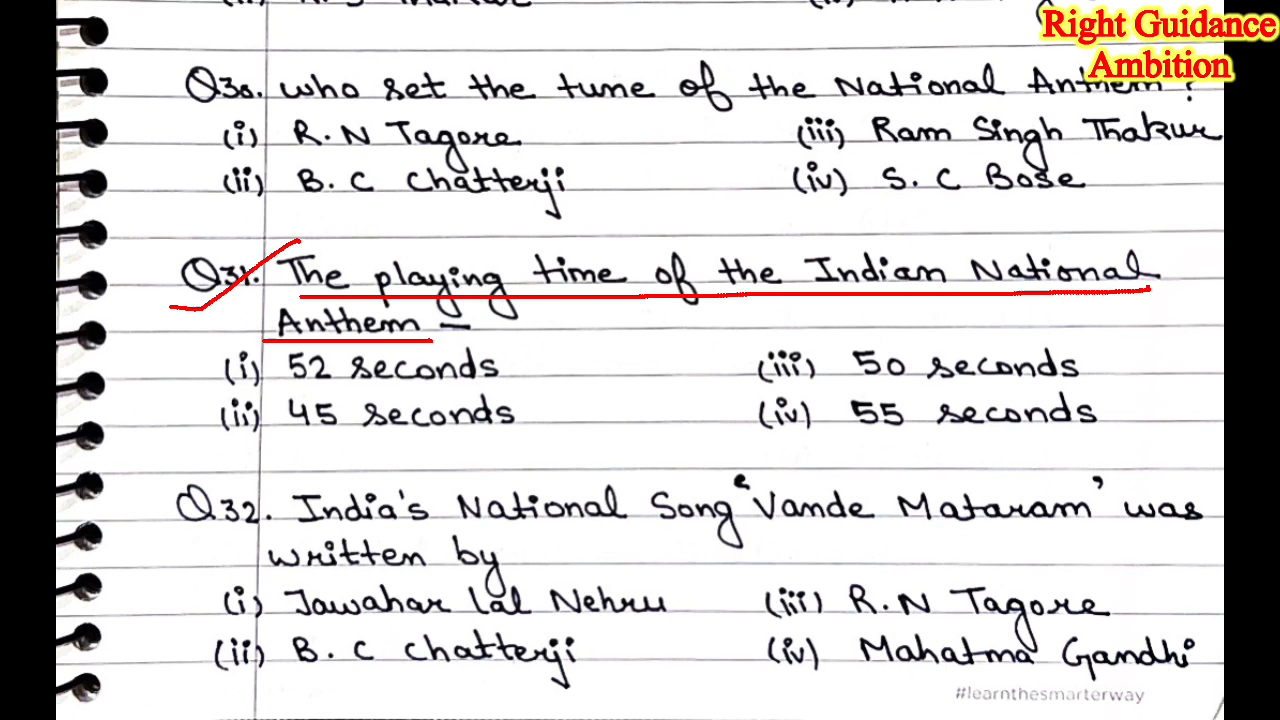 Right Guidance
Ambition
Q30. who set the tune of the National Anthem?
(i) R.N Tagore (iii) Ram Singh Thakur
(ii) B.C Chatterji (iv) S.C Bose
Q31. The playing time of the Indian National
Anthem –
(i) 52 seconds (iii) 50 seconds
(ii) 45 seconds (iv) 55 seconds
Q32. India's National Song ‘Vande Mataram’ was
written by
(i) Jawahar lal Nehru (iii) R.N Tagore
(ii) B.C Chatterji (iv) Mahatma Gandhi
#learnthesmarterway